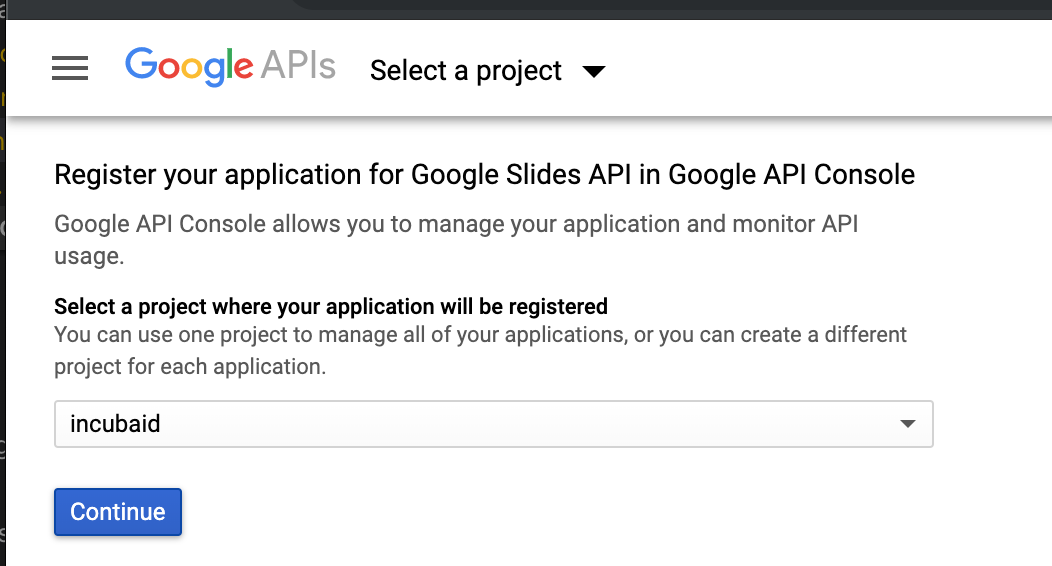 Google APIs Select a project
Register your application for Google Slides API in Google API Console
Google API Console allows you to manage your application and monitor API
usage.
Select a project where your application will be registered
You can use one project to manage all of your applications, or you can create a different
project for each application.
incubaid
Continue